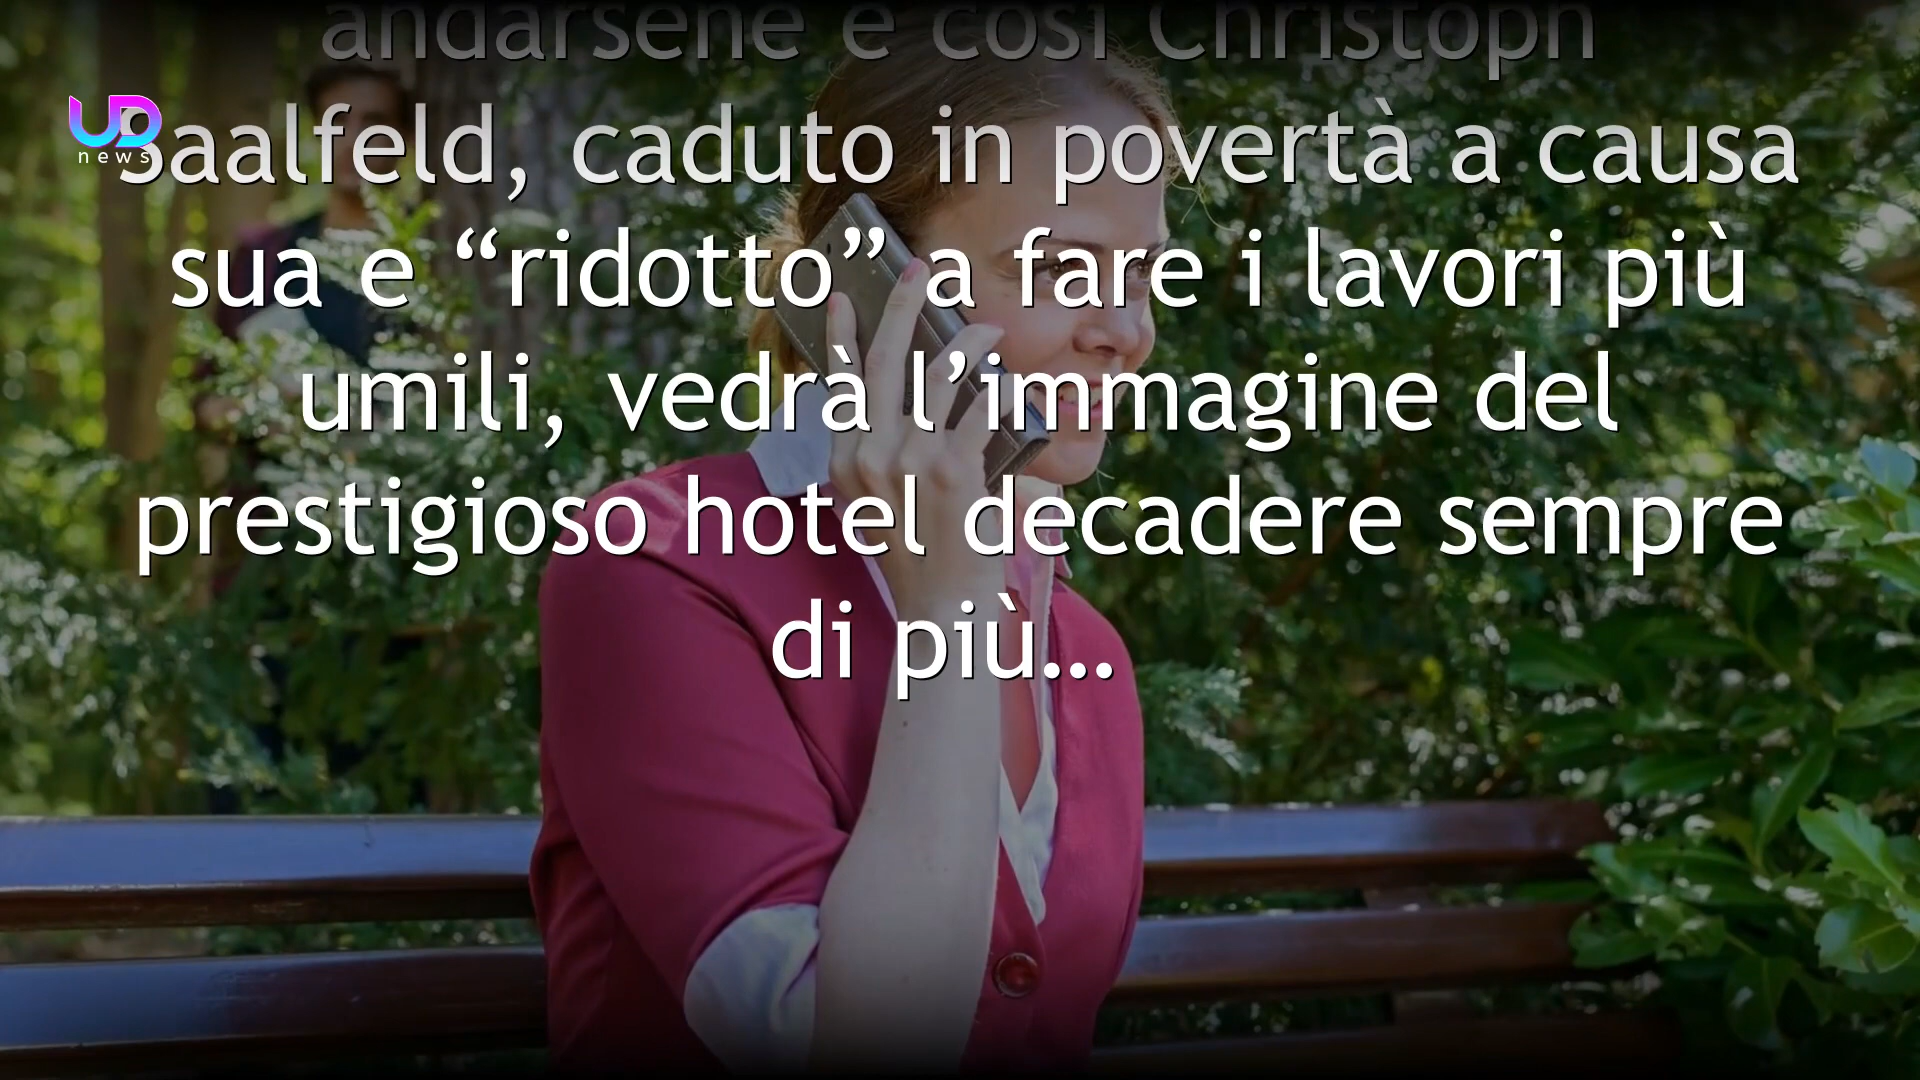 andarsene e così Christoph
UD
news
Saalfeld, caduto in povertà a causa
sua e “ridotto” a fare i lavori più
umili, vedrà l’immagine del
prestigioso hotel decadere sempre
di più...